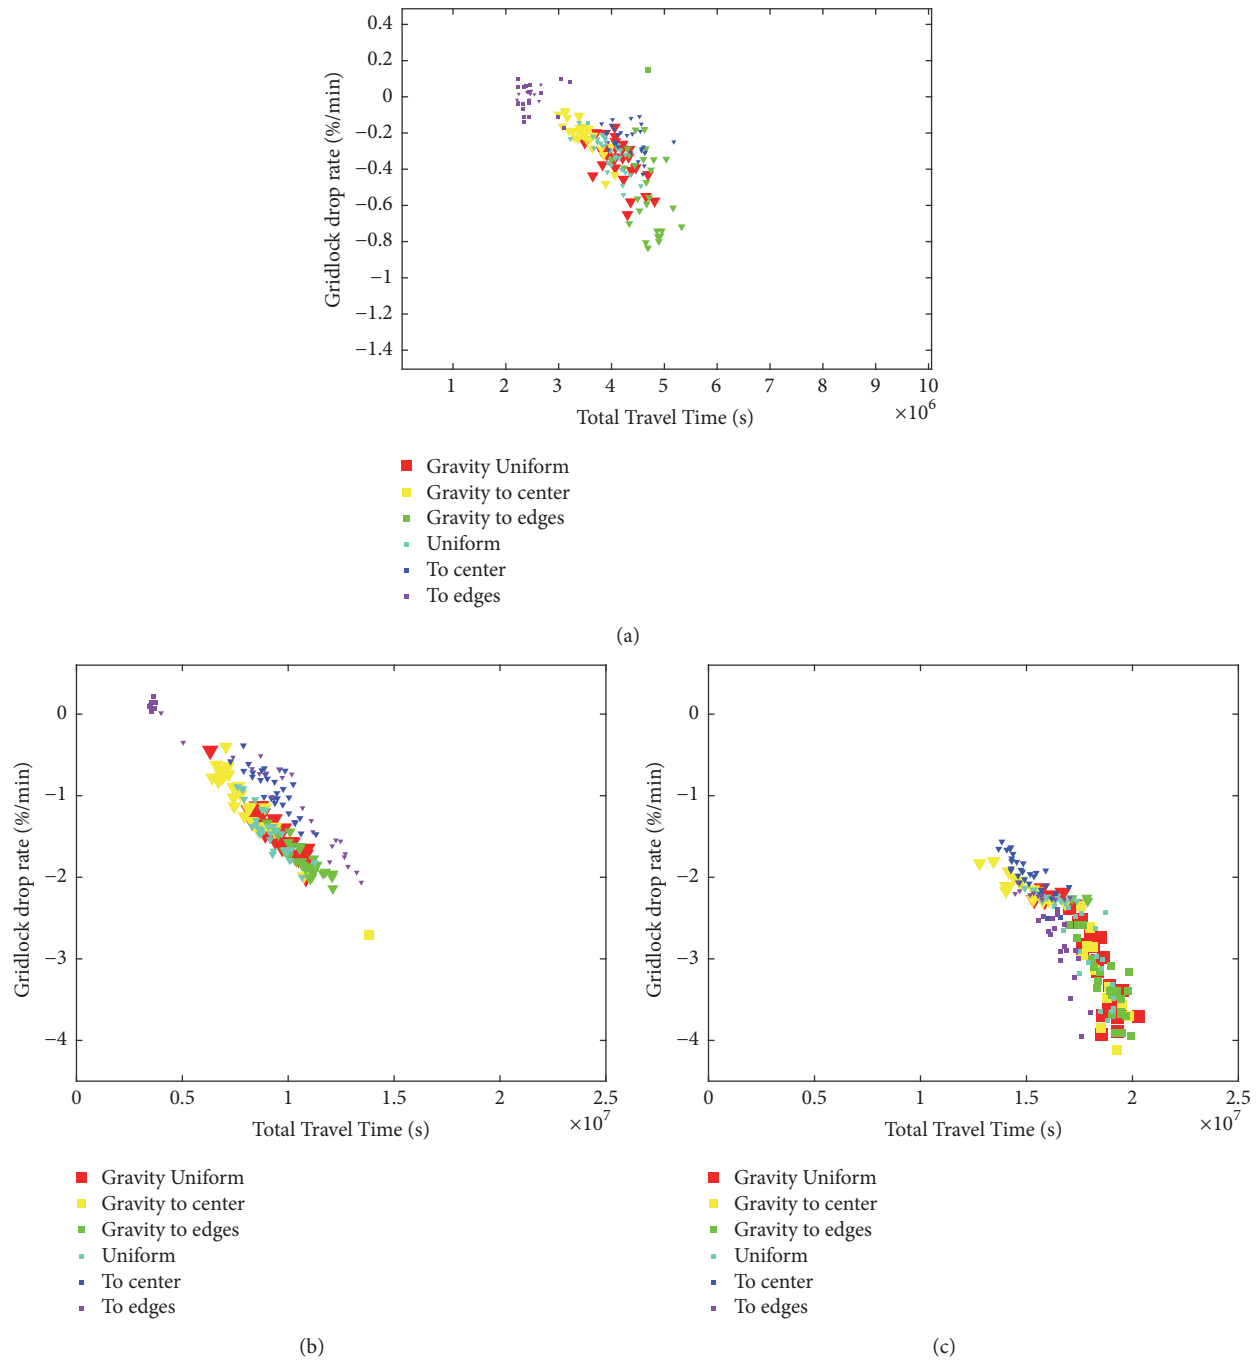 0.4
0.2
0
−0.2
−0.4
−0.6
−0.8
−1
−1.2
−1.4
Gridlock drop rate (%/min)
1 2 3 4 5 6 7 8 9 10
×10^6
Total Travel Time (s)
Gravity Uniform
Gravity to center
Gravity to edges
Uniform
To center
To edges
(a)
0
−1
−2
−3
−4
Gridlock drop rate (%/min)
0 0.5 1 1.5 2 2.5
×10^7
Total Travel Time (s)
Gravity Uniform
Gravity to center
Gravity to edges
Uniform
To center
To edges
(b)
0
−1
−2
−3
−4
Gridlock drop rate (%/min)
0 0.5 1 1.5 2 2.5
×10^7
Total Travel Time (s)
Gravity Uniform
Gravity to center
Gravity to edges
Uniform
To center
To edges
(c)